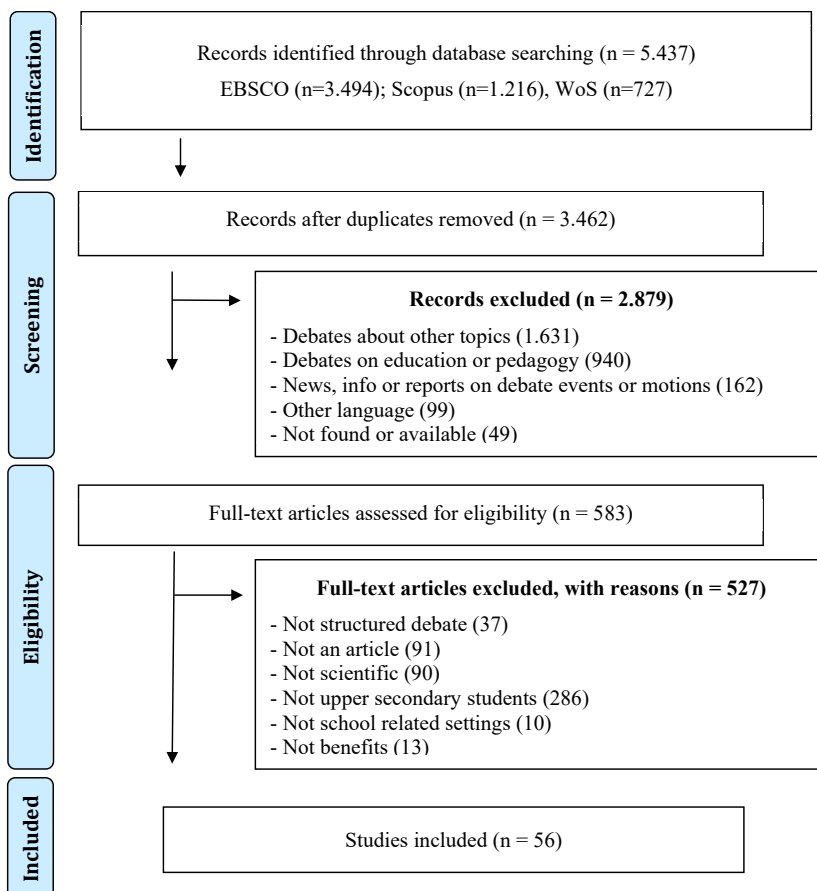 Identification
Records identified through database searching (n = 5.437)
EBSCO (n=3.494); Scopus (n=1.216), WoS (n=727)
Screening
Records after duplicates removed (n = 3.462)
Records excluded (n = 2.879)
- Debates about other topics (1.631)
- Debates on education or pedagogy (940)
- News, info or reports on debate events or motions (162)
- Other language (99)
- Not found or available (49)
Eligibility
Full-text articles assessed for eligibility (n = 583)
Full-text articles excluded, with reasons (n = 527)
- Not structured debate (37)
- Not an article (91)
- Not scientific (90)
- Not upper secondary students (286)
- Not school related settings (10)
- Not benefits (13)
Included
Studies included (n = 56)